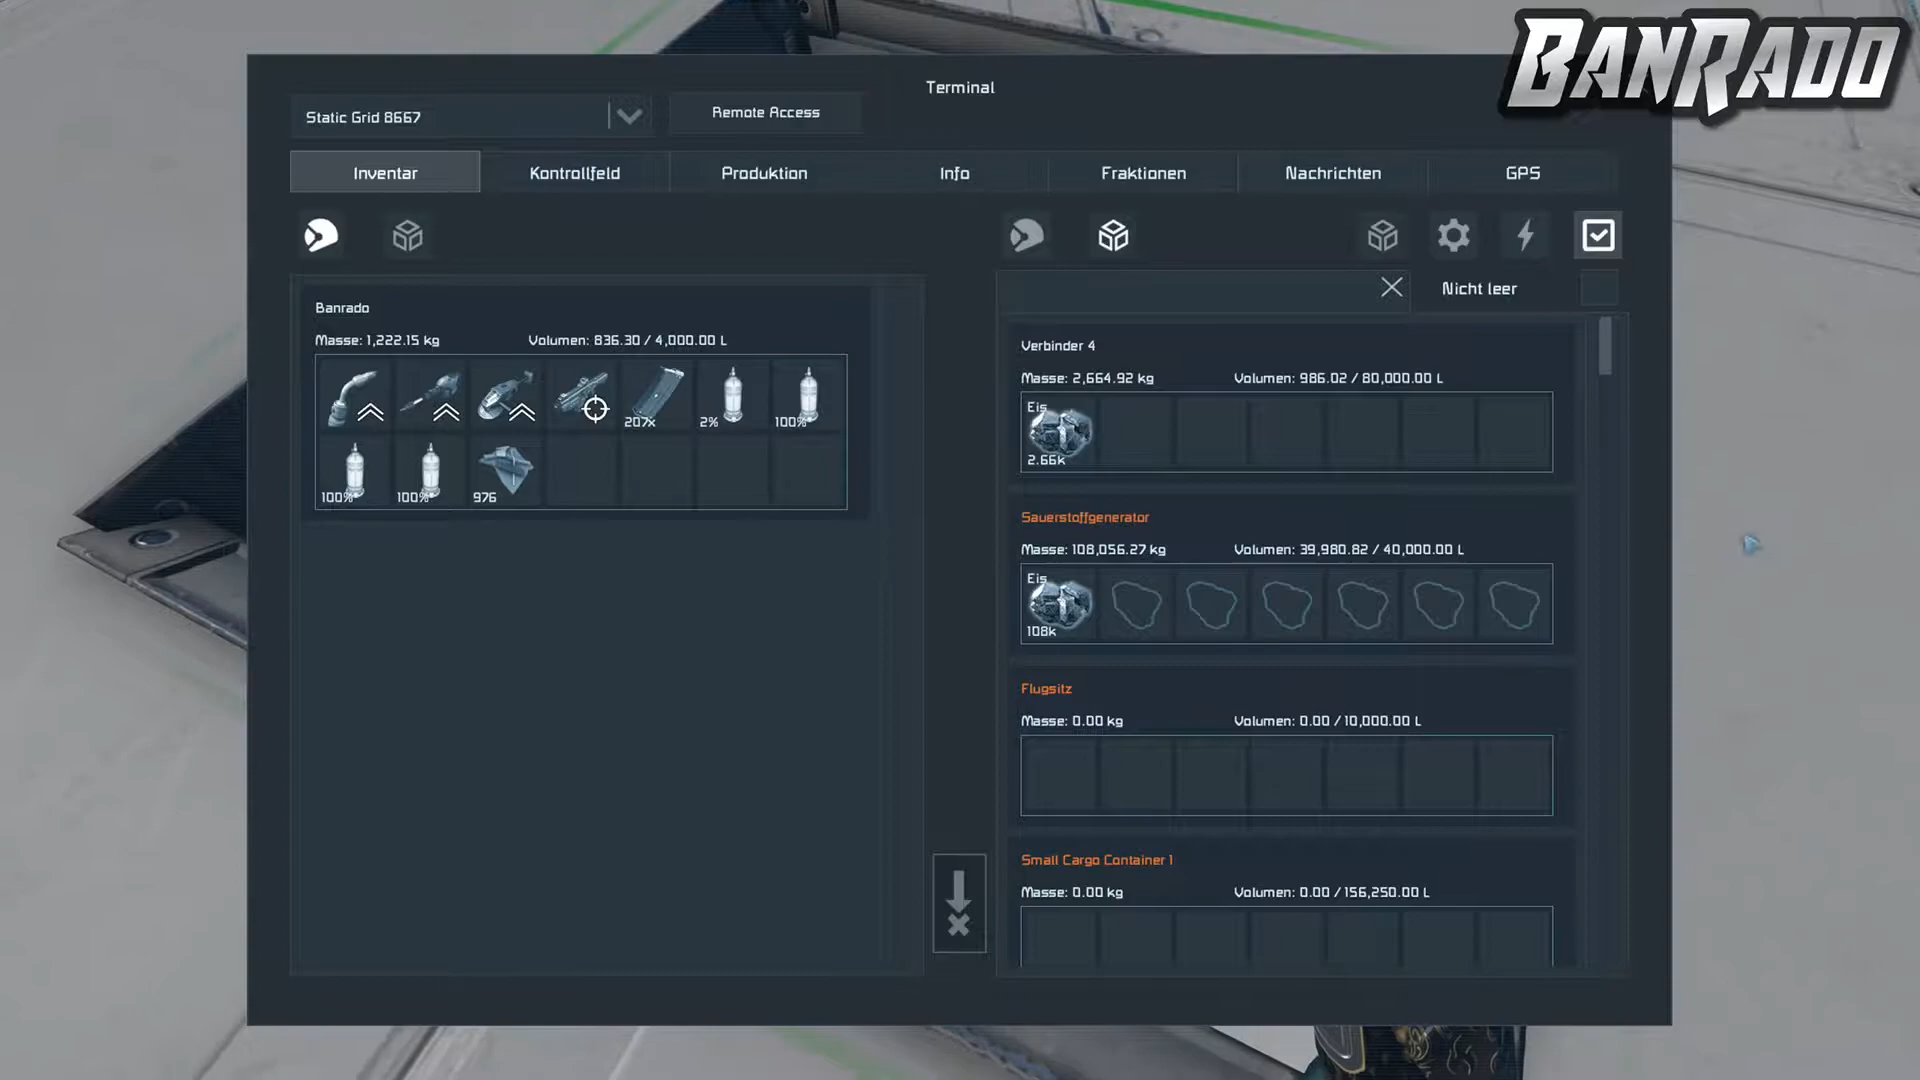 BANRADO
Terminal
Static Grid 8667
Remote Access
Inventar
Kontrollfeld
Produktion
Info
Fraktionen
Nachrichten
GPS
Nicht leer
Banrado
Masse: 1,222.15 kg
Volumen: 836.30 / 4,000.00 L
207x
2%
100%
100%
100%
976
Verbinder 4
Masse: 2,664.92 kg
Volumen: 986.02 / 80,000.00 L
Eis
2.66k
Sauerstoffgenerator
Masse: 108,056.27 kg
Volumen: 39,980.82 / 40,000.00 L
Eis
108k
Flugsitz
Masse: 0.00 kg
Volumen: 0.00 / 10,000.00 L
Small Cargo Container 1
Masse: 0.00 kg
Volumen: 0.00 / 156,250.00 L